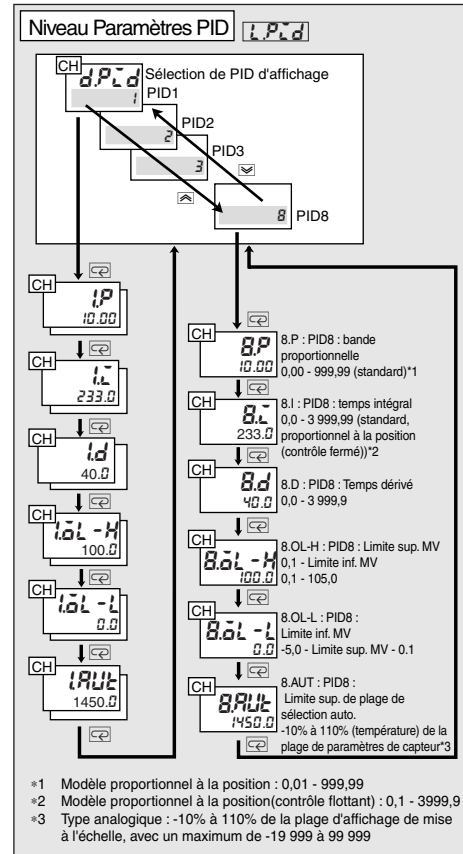 Niveau Paramètres PID L.PID
CH
d.PID
Sélection de PID d'affichage
1
PID1
2
PID2
3
PID3
8
PID8
CH
1.P
10.00
CH
1.I
233.0
CH
1.d
40.0
CH
1.OL-H
100.0
CH
1.OL-L
0.0
CH
1.AUt
1450.0
CH
8.P
10.00
8.P : PID8 : bande
proportionnelle
0,00 - 999,99 (standard)*1
CH
8.I
233.0
8.I : PID8 : temps intégral
0,0 - 3 999,99 (standard,
proportionnel à la position
(contrôle fermé))*2
CH
8.d
40.0
8.D : PID8 : Temps dérivé
0,0 - 3 999,9
CH
8.OL-H
100.0
8.OL-H : PID8 : Limite sup. MV
0,1 - Limite inf. MV
0,1 - 105,0
CH
8.OL-L
0.0
8.OL-L : PID8 :
Limite inf. MV
-5,0 - Limite sup. MV - 0.1
CH
8.AUt
1450.0
8.AUT : PID8 :
Limite sup. de plage de
sélection auto.
-10% à 110% (température) de la
plage de paramètres de capteur*3
*1 Modèle proportionnel à la position : 0,01 - 999,99
*2 Modèle proportionnel à la position(contrôle flottant) : 0,1 - 3999,9
*3 Type analogique : -10% à 110% de la plage d'affichage de mise
à l'échelle, avec un maximum de -19 999 à 99 999